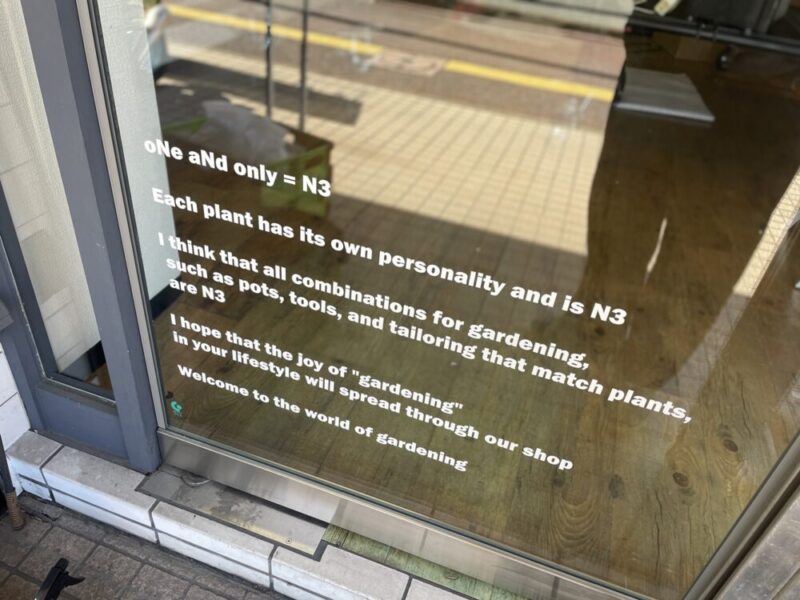 oNe aNd only = N3
Each plant has its own personality and is N3
I think that all combinations for gardening,
such as pots, tools, and tailoring that match plants,
are N3
I hope that the joy of "gardening"
in your lifestyle will spread through our shop
Welcome to the world of gardening